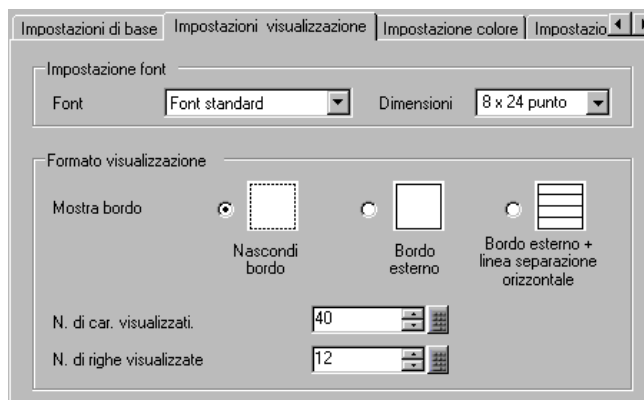 Impostazioni di base Impostazioni visualizzazione Impostazione colore Impostazio
Impostazione font
Font Font standard Dimensioni 8 x 24 punto
Formato visualizzazione
Mostra bordo
Nascondi bordo
Bordo esterno
Bordo esterno +
linea separazione
orizzontale
N. di car. visualizzati. 40
N. di righe visualizzate 12